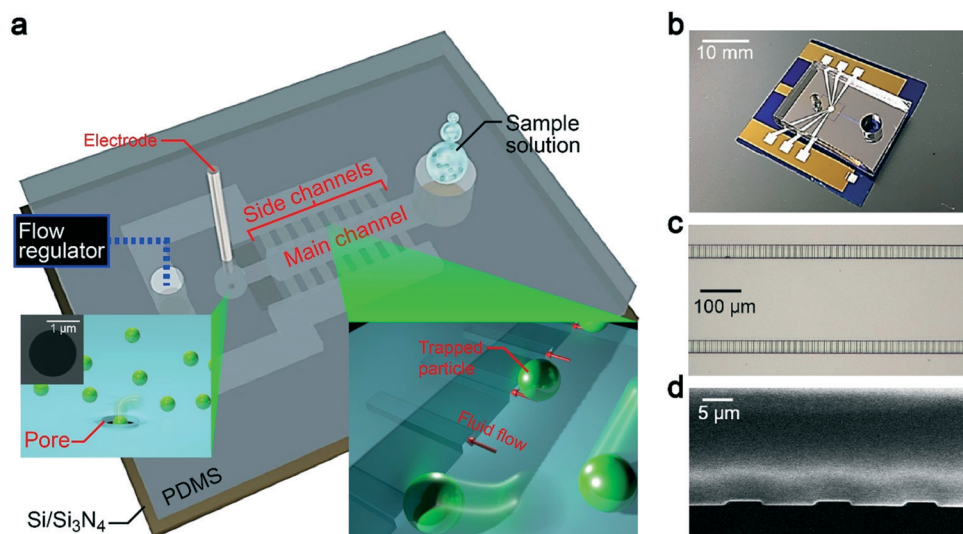 a
Electrode
Sample
solution
Side channels
Main channel
Flow
regulator
1 µm
Pore
Trapped
particle
Fluid flow
PDMS
Si/Si₃N₄
b
10 mm
c
100 µm
d
5 µm